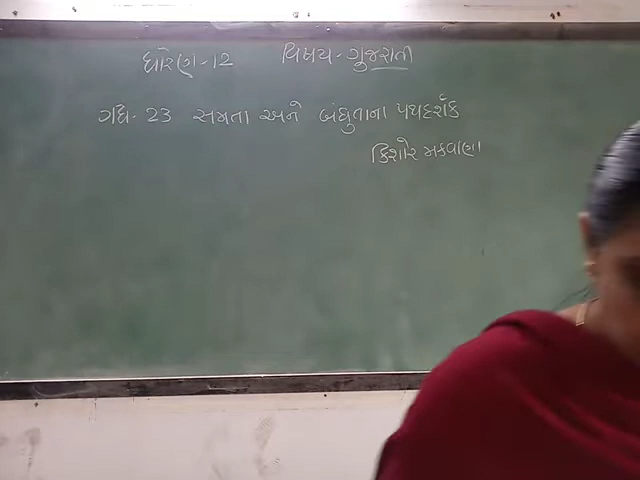 ધોરણ-12 વિષય-ગુજરાતી
ગદ્ય-23 સમતા અને બંધુતાના પથદર્શક
કિશોર મકવાણા